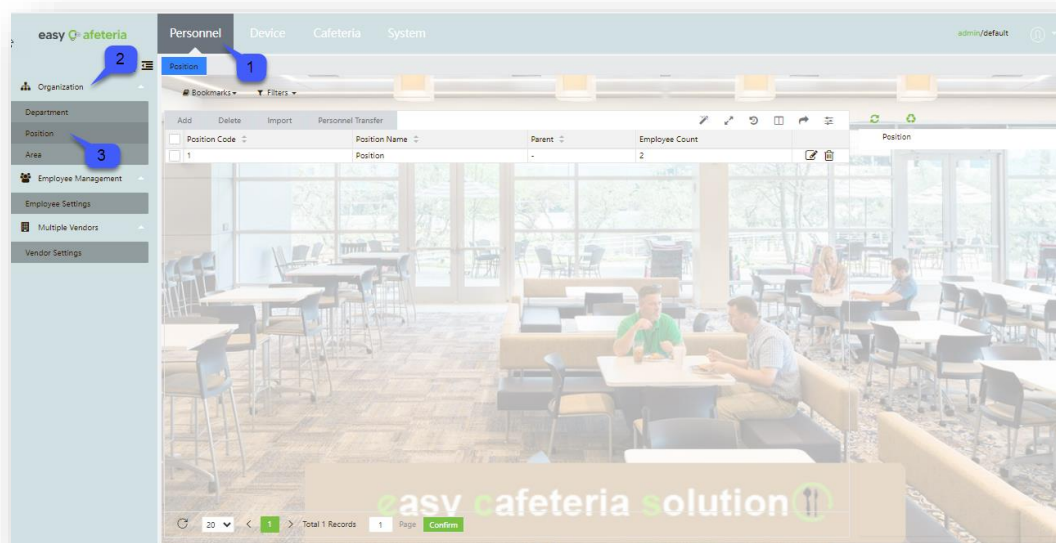 easy afeteria
Personnel Device Cafeteria System
admin/default
1
2
3
Position
Organization
Department
Position
Area
Employee Management
Employee Settings
Multiple Vendors
Vendor Settings
Bookmarks Filters
Add Delete Import Personnel Transfer
Position Code Position Name Parent Employee Count
1 Position - 2
Position
easy cafeteria solution
20 < 1 > Total 1 Records 1 Page Confirm